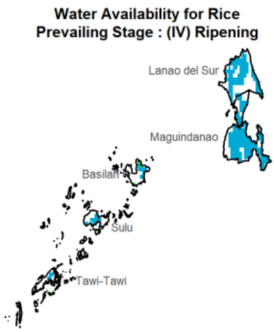 Water Availability for Rice
Prevailing Stage : (IV) Ripening
Lanao del Sur
Maguindanao
Basilan
Sulu
Tawi-Tawi